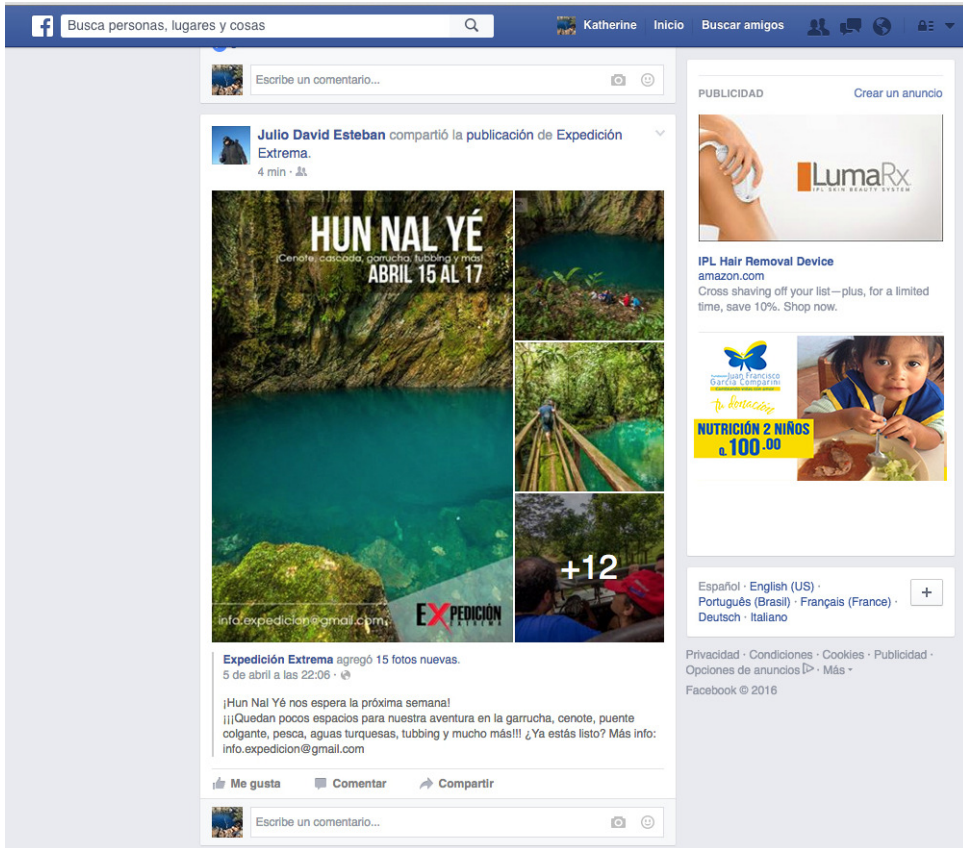 Busca personas, lugares y cosas
Katherine Inicio Buscar amigos
Escribe un comentario...
Julio David Esteban compartió la publicación de Expedición
Extrema.
4 min ·
HUN NAL YÉ
¡Cenote, cascada, garrucha, tubbing y más!
ABRIL 15 AL 17
+12
info.expedicion@gmail.com
EXPEDICIÓN
EXTREMA
Expedición Extrema agregó 15 fotos nuevas.
5 de abril a las 22:06 ·
¡Hun Nal Yé nos espera la próxima semana!
¡¡¡Quedan pocos espacios para nuestra aventura en la garrucha, cenote, puente
colgante, pesca, aguas turquesas, tubbing y mucho más!!! ¿Ya estás listo? Más info:
info.expedicion@gmail.com
Me gusta Comentar Compartir
Escribe un comentario...
PUBLICIDAD Crear un anuncio
LumaRx
IPL SKIN BEAUTY SYSTEM
IPL Hair Removal Device
amazon.com
Cross shaving off your list—plus, for a limited
time, save 10%. Shop now.
Fundación Juan Francisco
García Comparini
tu donación
NUTRICIÓN 2 NIÑOS
Q.100.00
Español · English (US) ·
Português (Brasil) · Français (France) ·
Deutsch · Italiano
Privacidad · Condiciones · Cookies · Publicidad ·
Opciones de anuncios · Más
Facebook © 2016